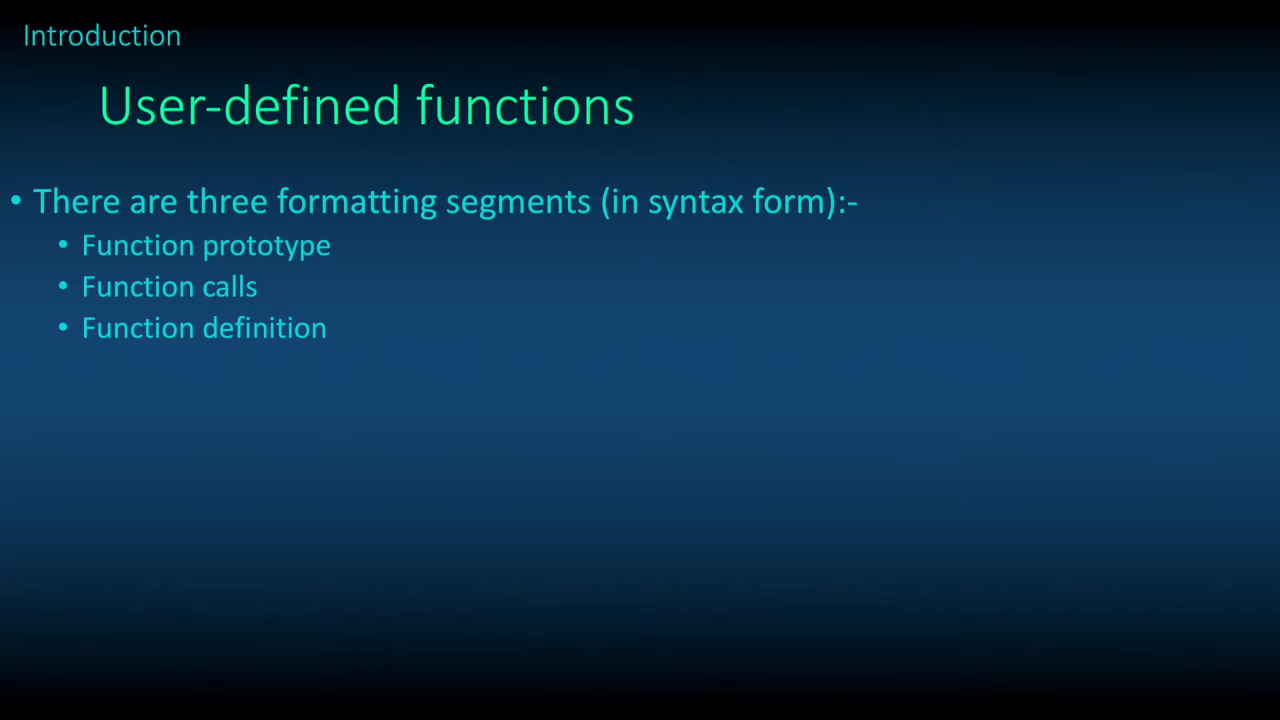 Introduction
User-defined functions
• There are three formatting segments (in syntax form):-
• Function prototype
• Function calls
• Function definition